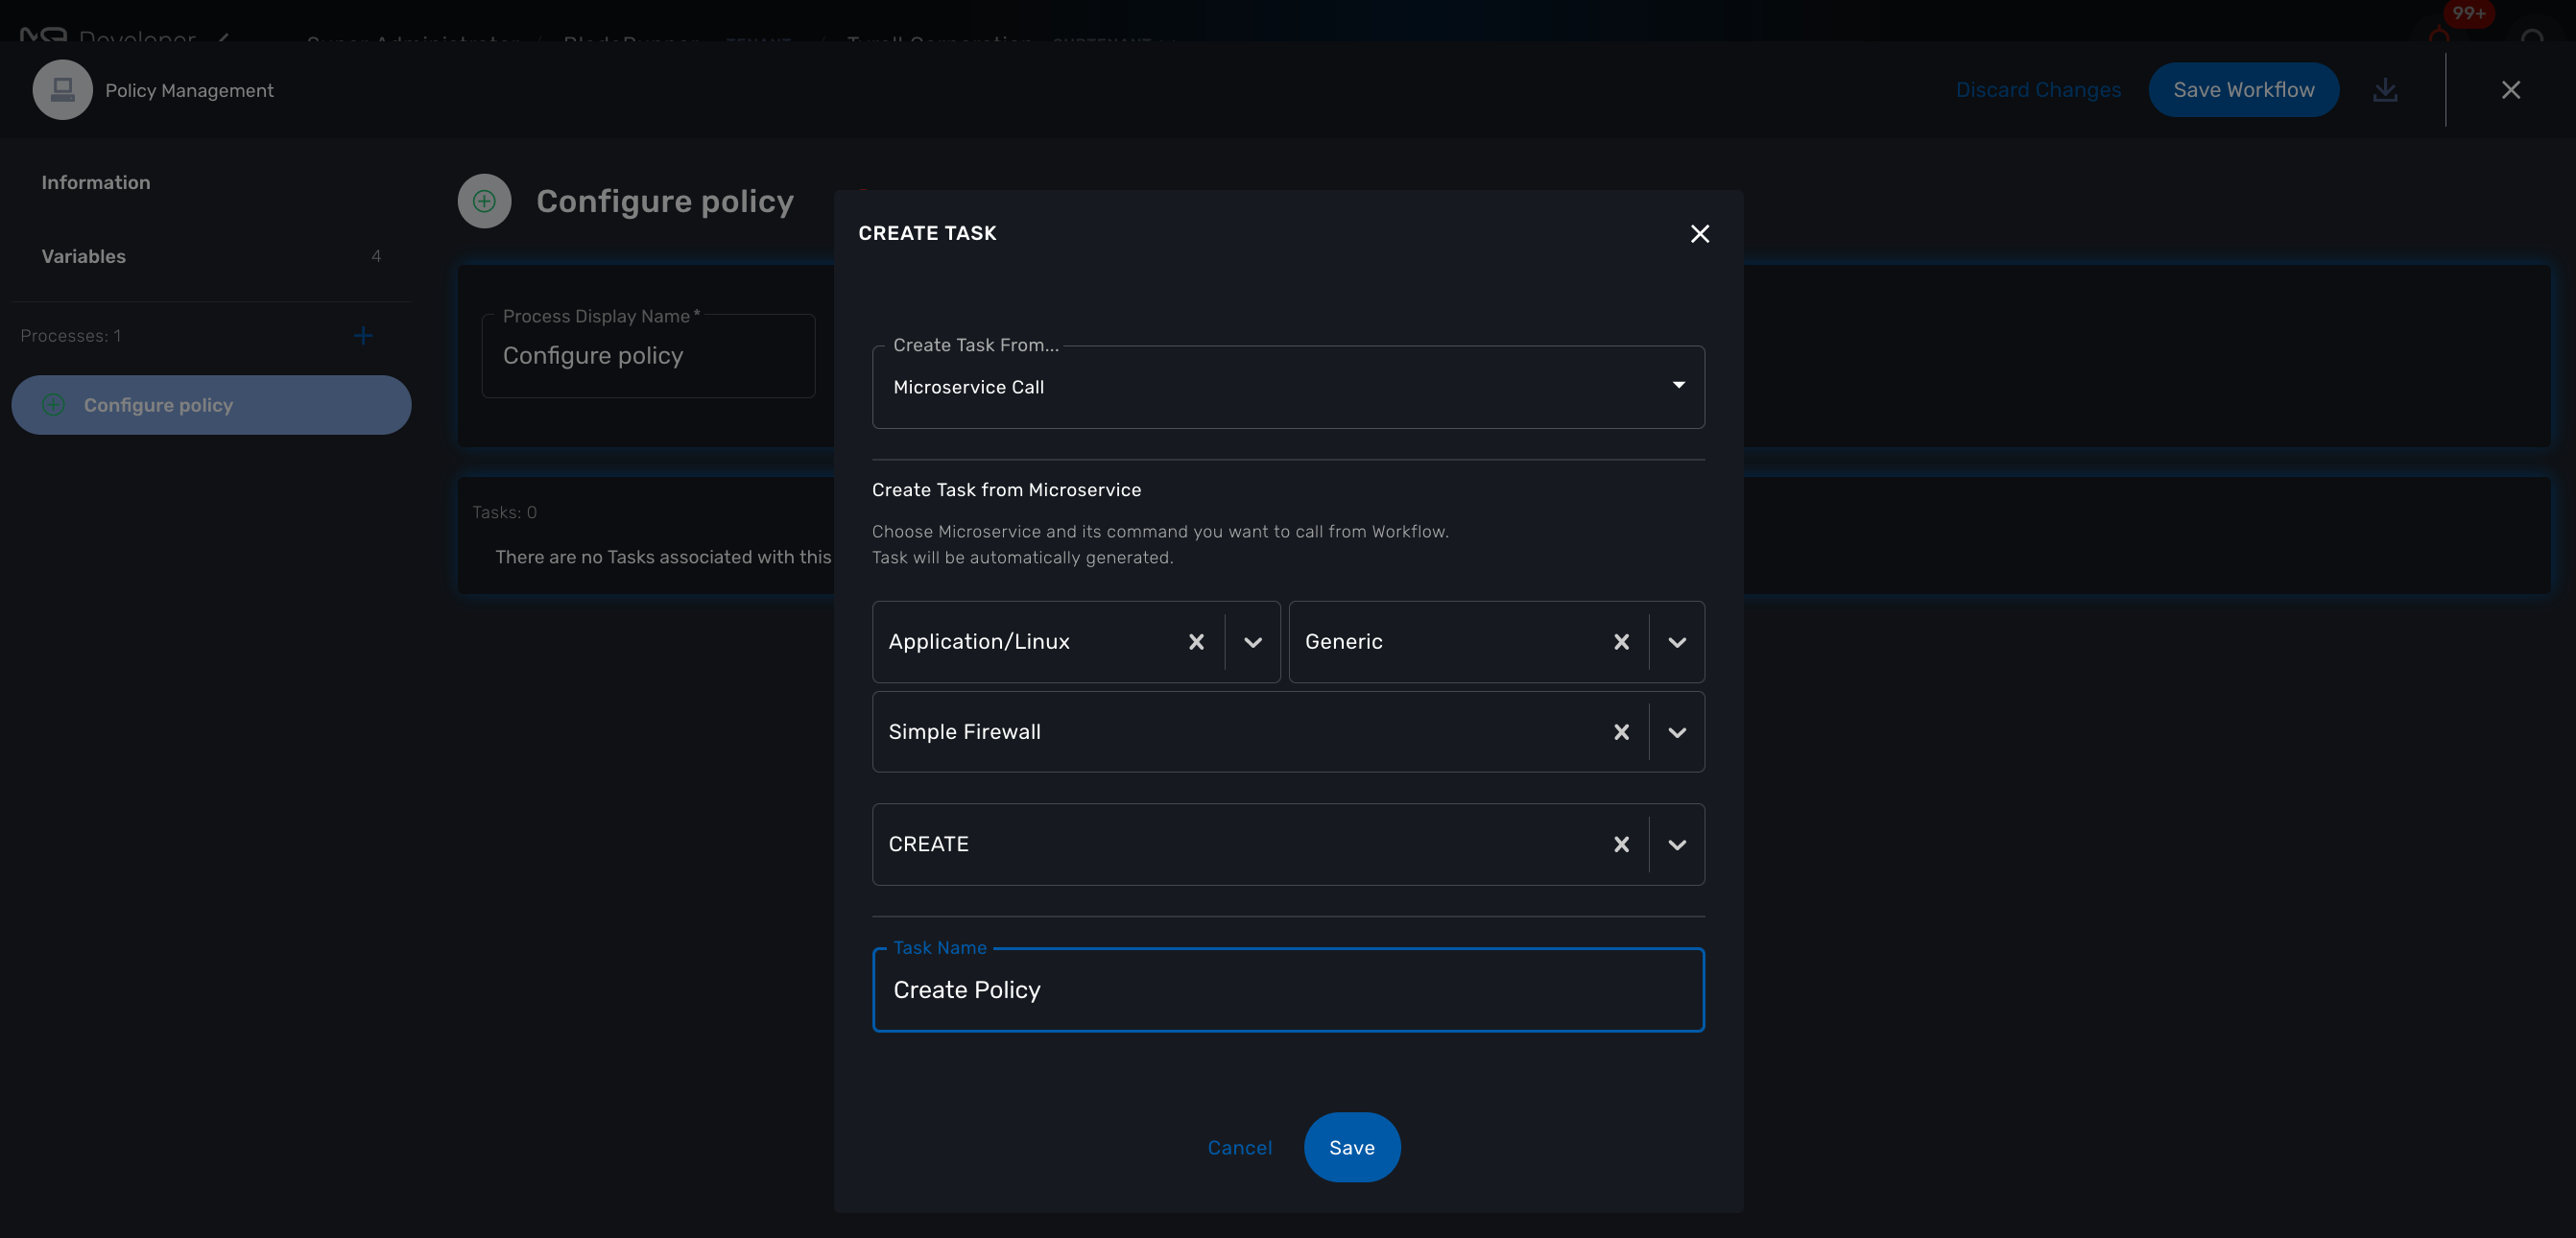 99+
Policy Management
Discard Changes
Save Workflow
Information
Configure policy
CREATE TASK
Variables 4
Process Display Name *
Configure policy
Processes: 1
Create Task From...
Microservice Call
Configure policy
Create Task from Microservice
Tasks: 0
Choose Microservice and its command you want to call from Workflow.
Task will be automatically generated.
There are no Tasks associated with this
Application/Linux
Generic
Simple Firewall
CREATE
Task Name
Create Policy
Cancel
Save